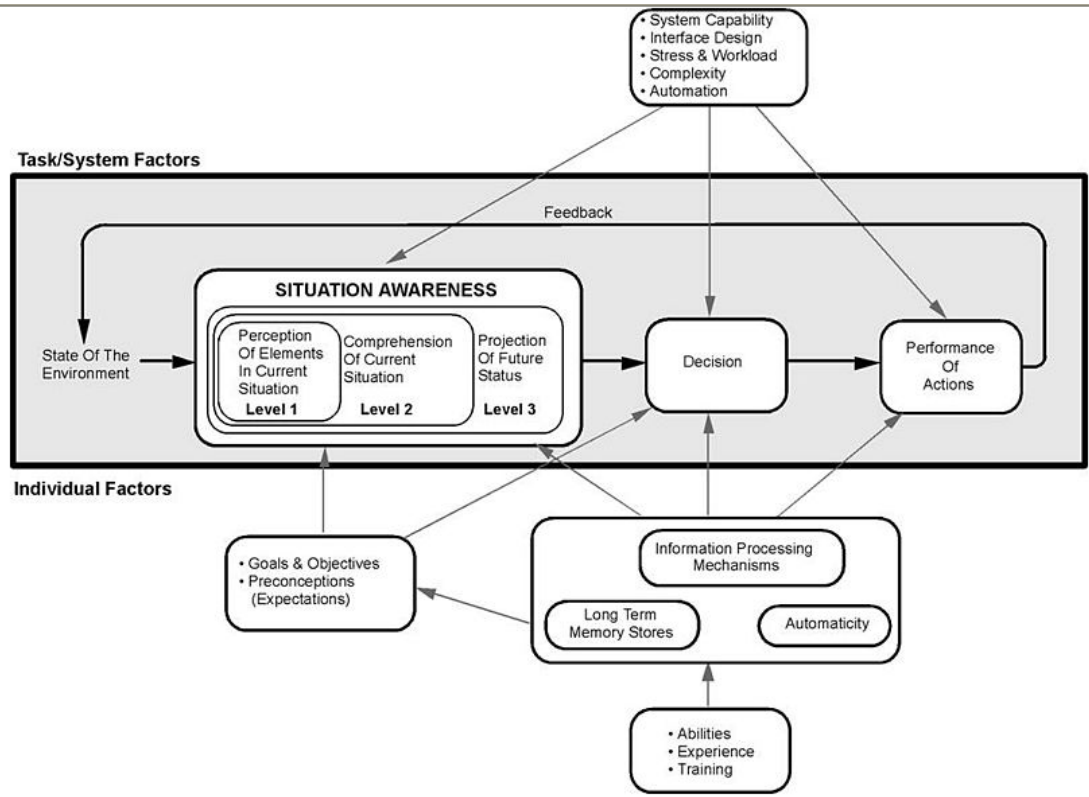 • System Capability
• Interface Design
• Stress & Workload
• Complexity
• Automation
Task/System Factors
Feedback
SITUATION AWARENESS
State Of The
Environment
Perception
Of Elements
In Current
Situation
Level 1
Comprehension
Of Current
Situation
Level 2
Projection
Of Future
Status
Level 3
Decision
Performance
Of
Actions
Individual Factors
• Goals & Objectives
• Preconceptions
(Expectations)
Information Processing
Mechanisms
Long Term
Memory Stores
Automaticity
• Abilities
• Experience
• Training